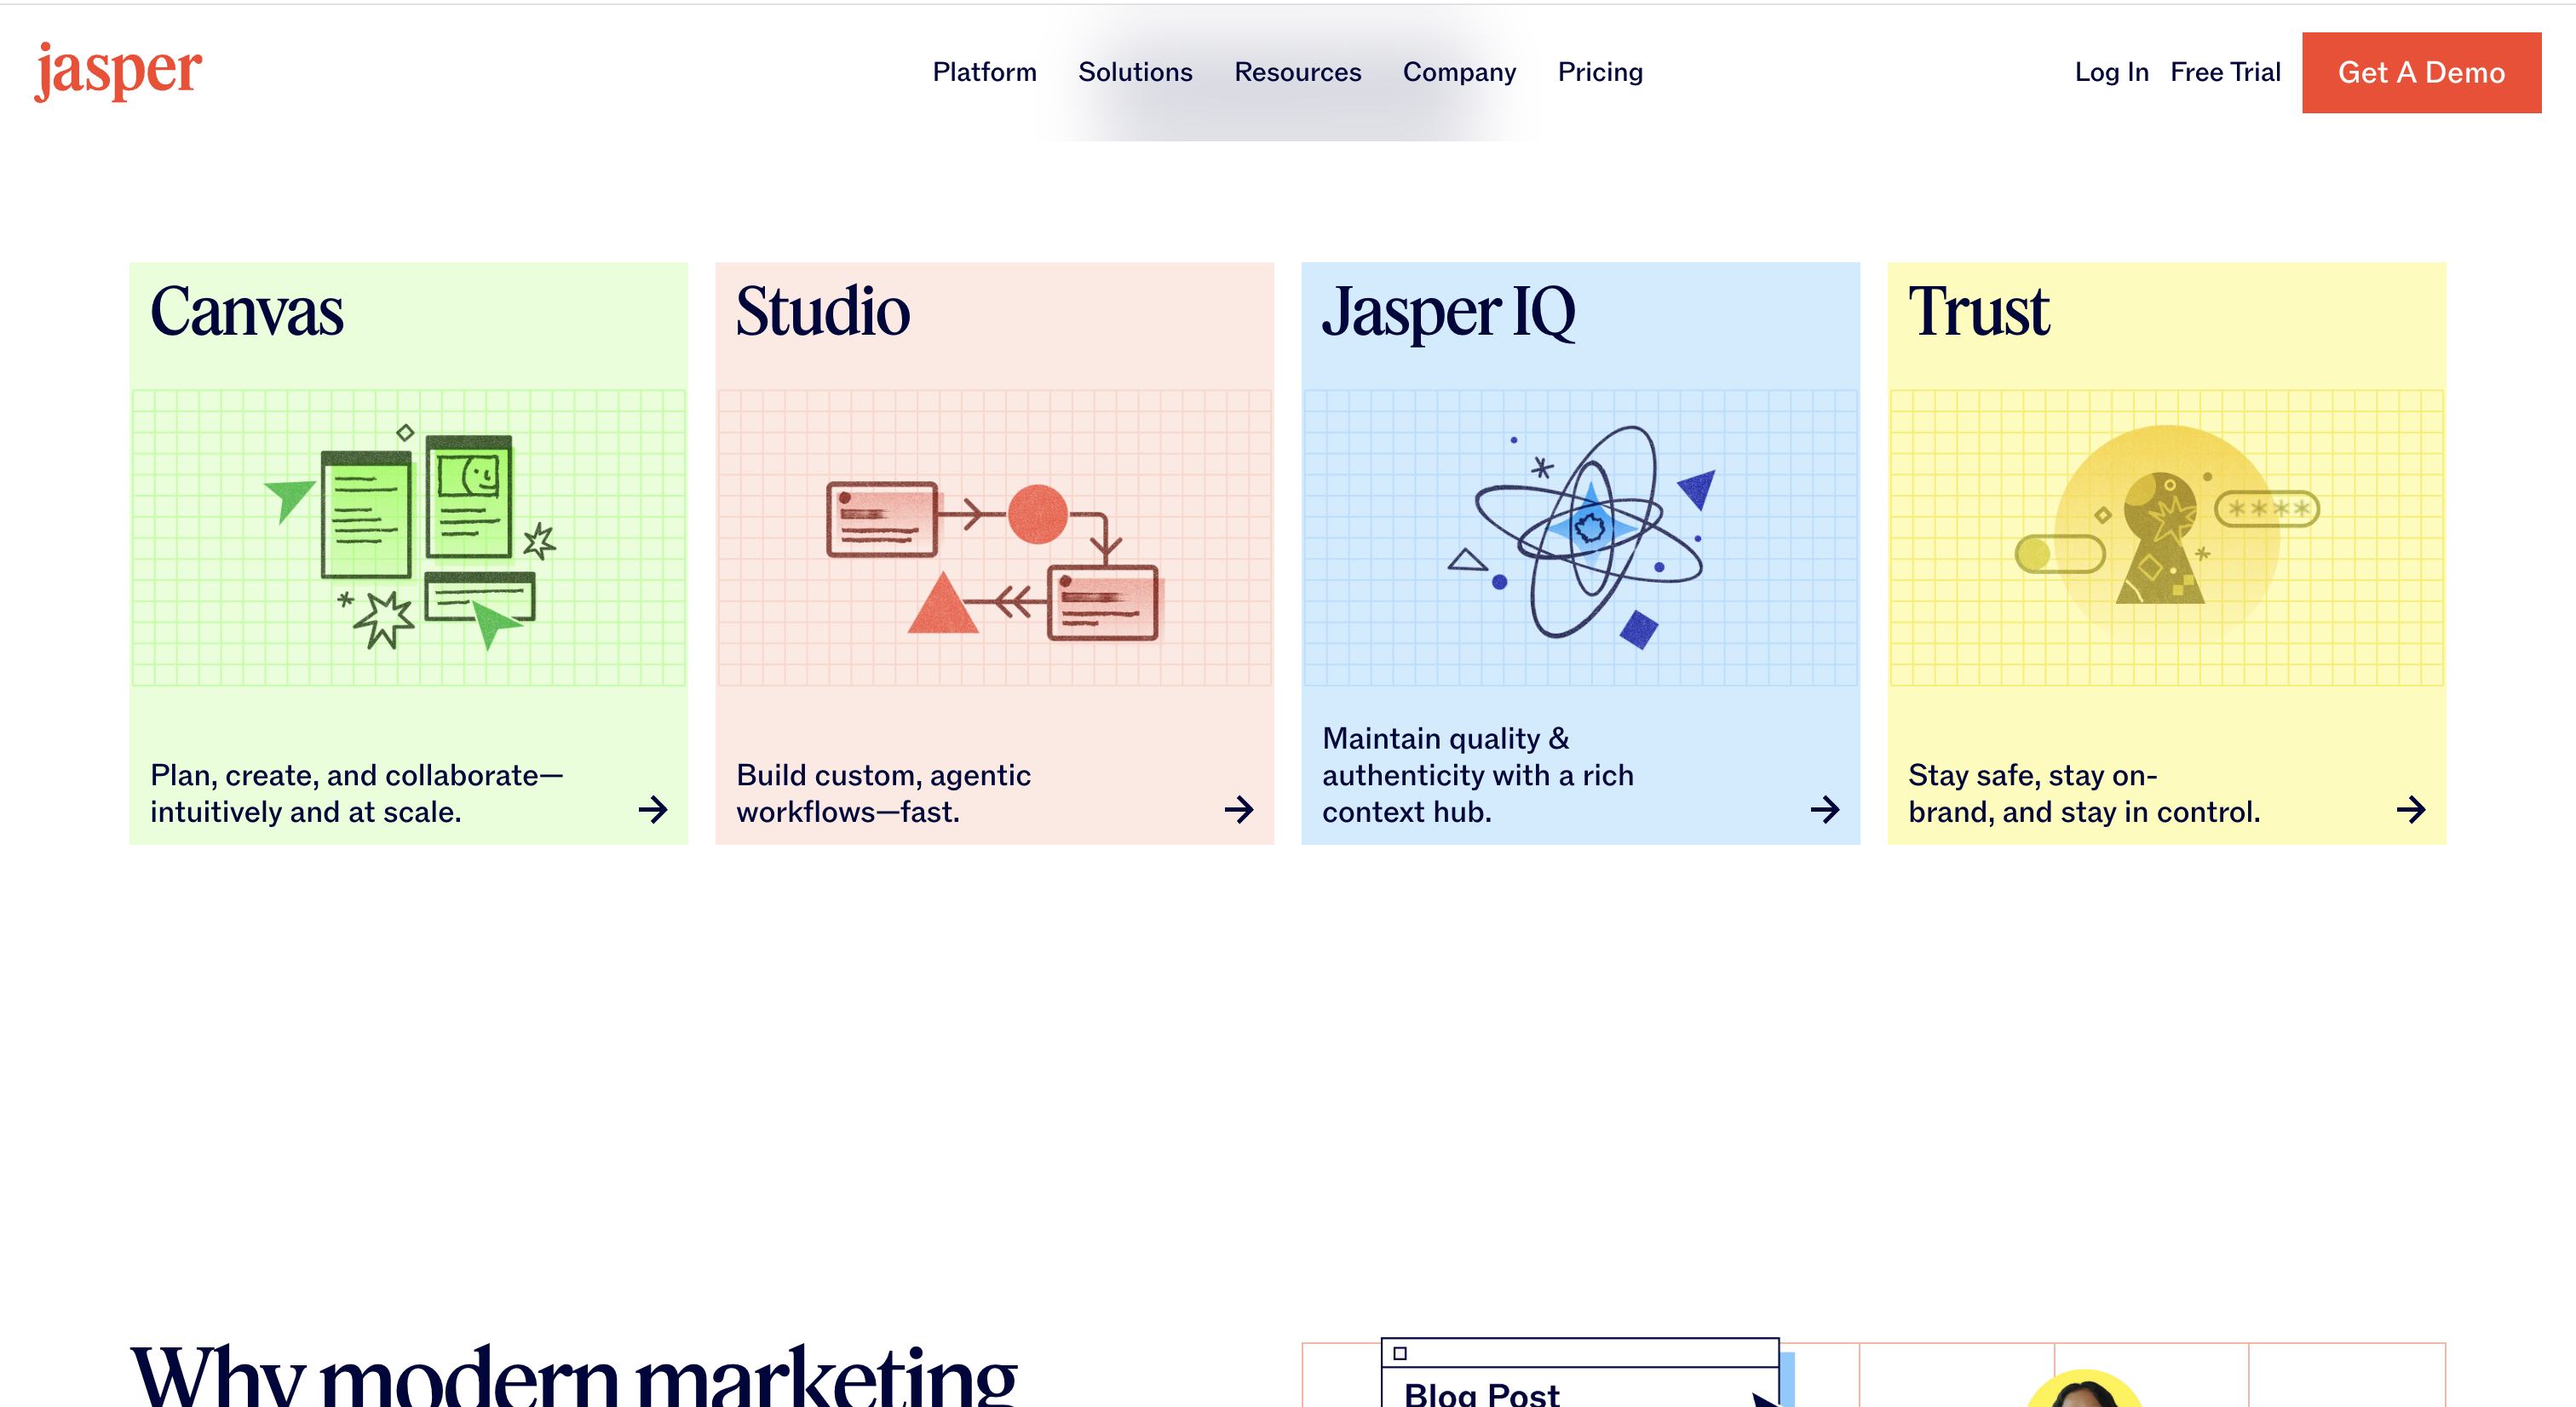 jasper
Platform
Solutions
Resources
Company
Pricing
Log In
Free Trial
Get A Demo
Canvas
Plan, create, and collaborate—
intuitively and at scale.
Studio
Build custom, agentic
workflows—fast.
Jasper IQ
Maintain quality &
authenticity with a rich
context hub.
Trust
****
Stay safe, stay on-
brand, and stay in control.
Why modern marketing
Blog Post